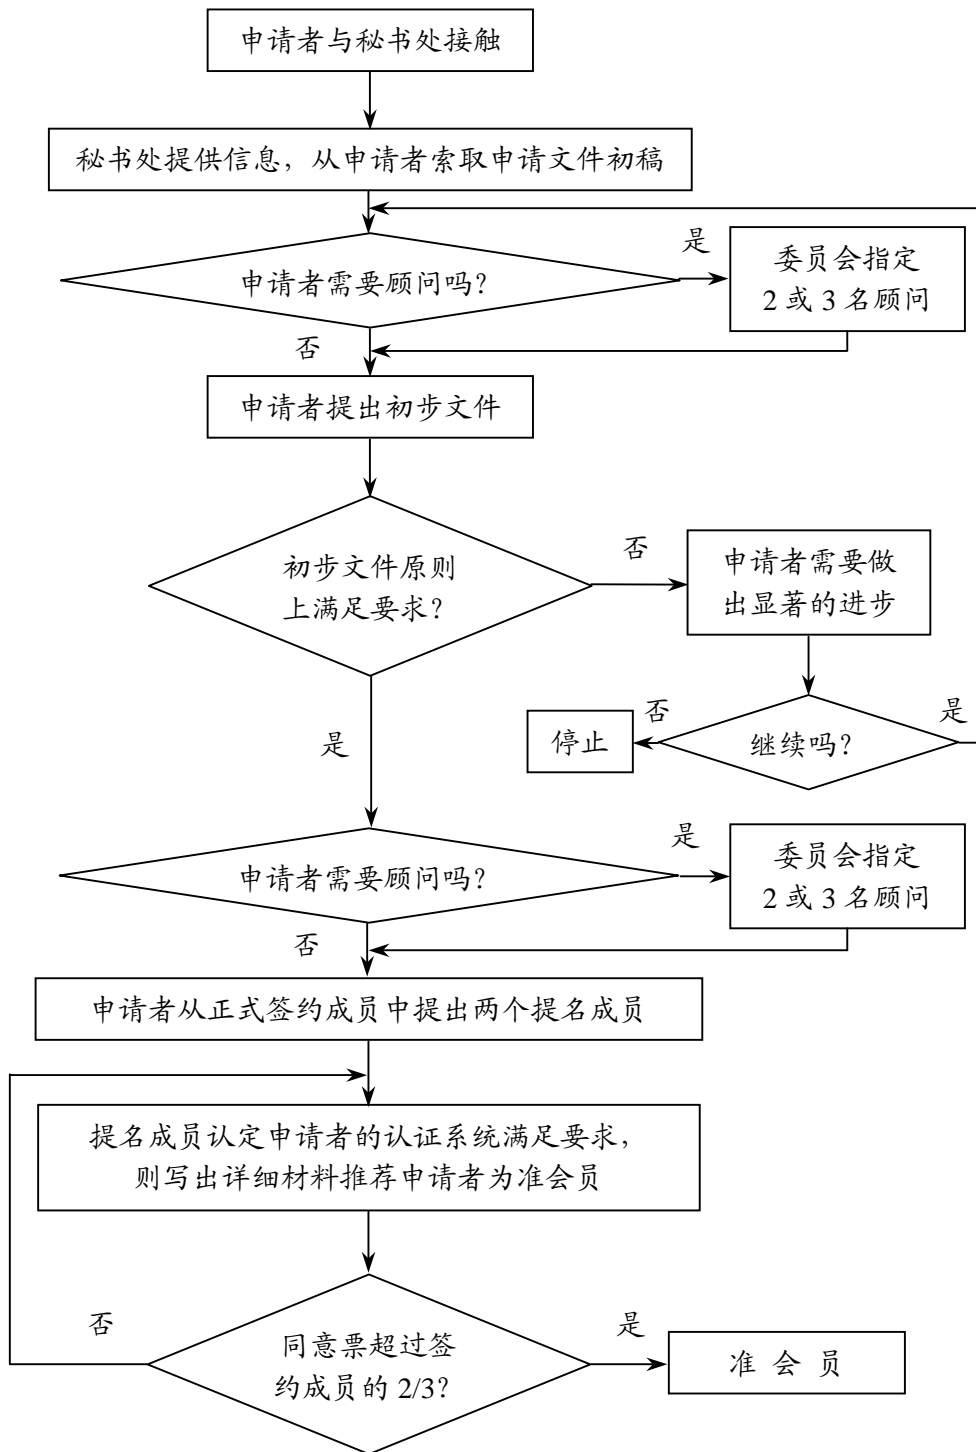 申请者与秘书处接触
秘书处提供信息，从申请者索取申请文件初稿
申请者需要顾问吗？
是
委员会指定
2 或 3 名顾问
否
申请者提出初步文件
初步文件原则
上满足要求？
否
申请者需要做
出显著的进步
是
停止
否
继续吗？
是
申请者需要顾问吗？
是
委员会指定
2 或 3 名顾问
否
申请者从正式签约成员中提出两个提名成员
提名成员认定申请者的认证系统满足要求，
则写出详细材料推荐申请者为准会员
否
同意票超过签
约成员的 2/3？
是
准 会 员